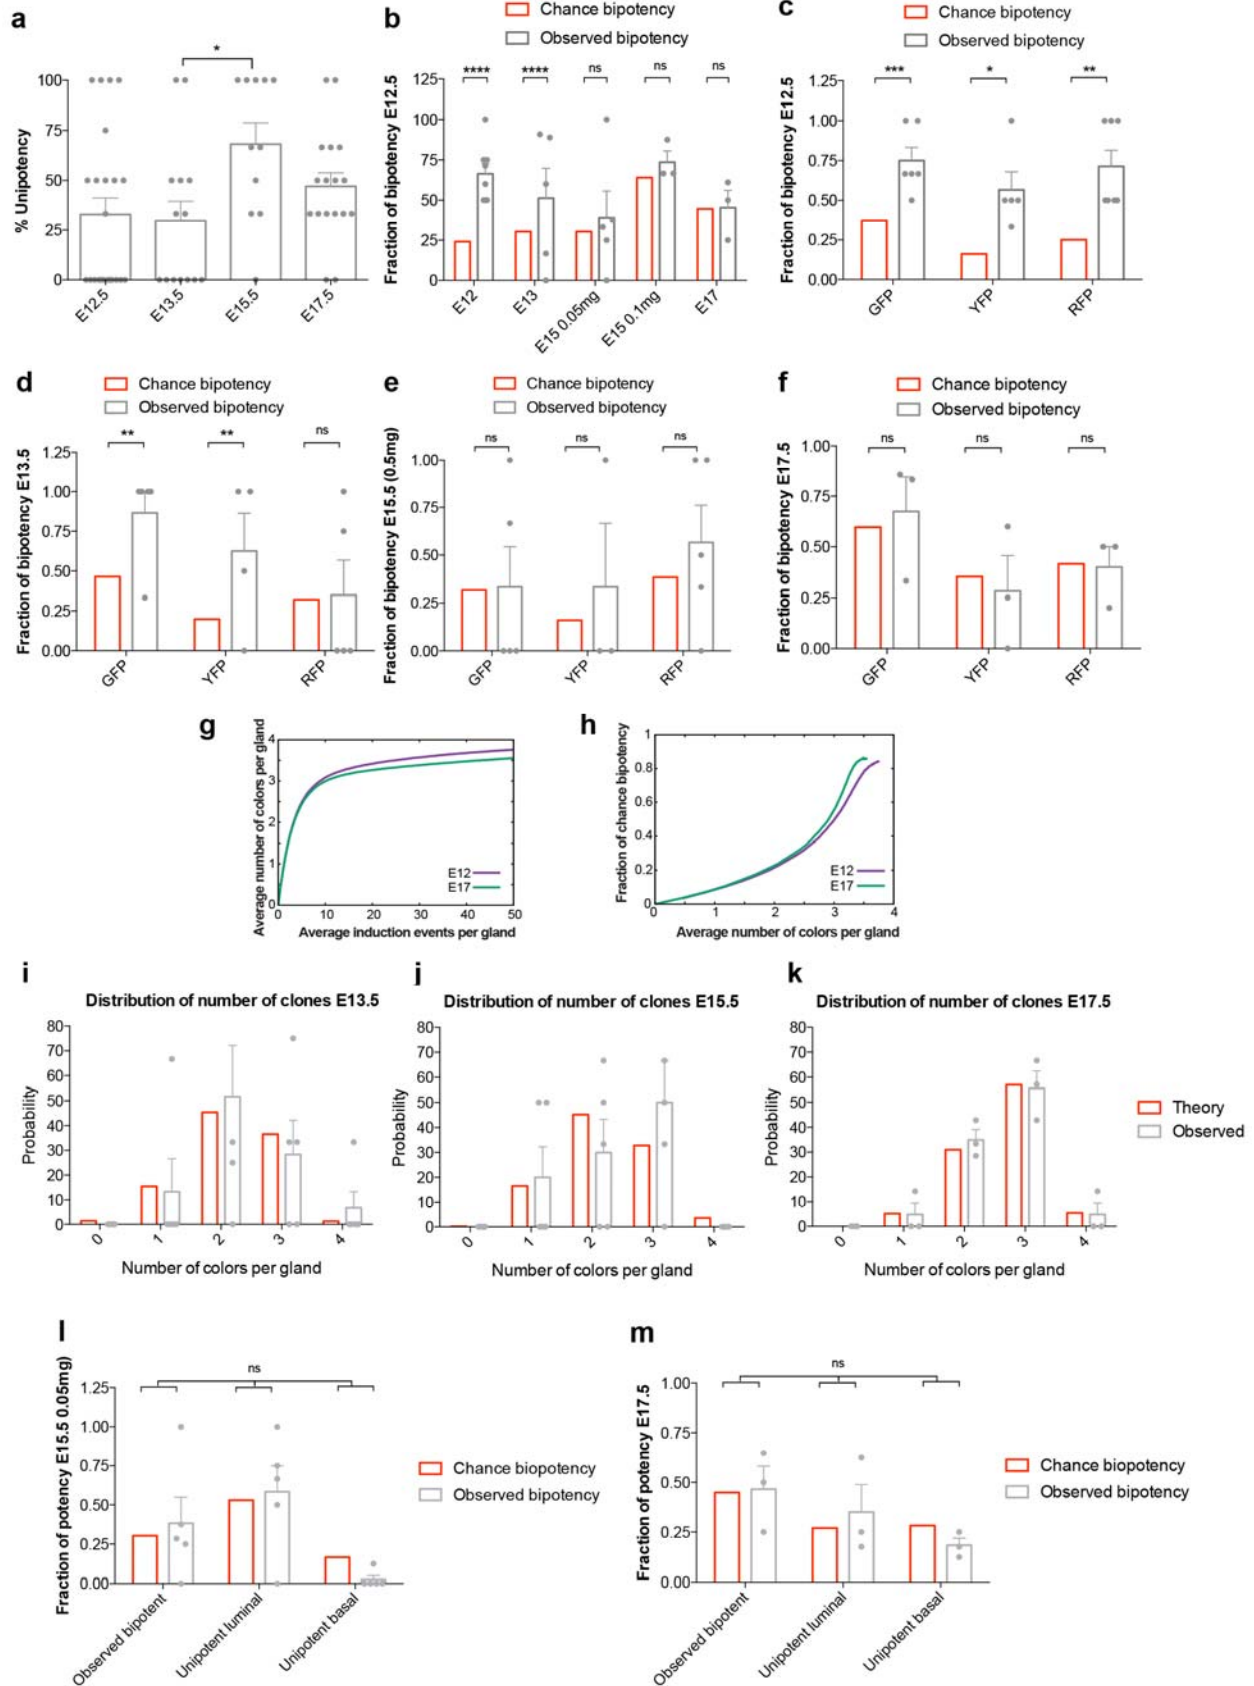 a
*
% Unipotency
100
75
50
25
0
E12.5
E13.5
E15.5
E17.5
b
Chance bipotency
Observed bipotency
Fraction of bipotency E12.5
125
100
75
50
25
0
****
****
ns
ns
ns
E12
E13
E15 0.05mg
E15 0.1mg
E17
c
Chance bipotency
Observed bipotency
Fraction of bipotency E12.5
1.25
1.00
0.75
0.50
0.25
0.00
***
*
**
GFP
YFP
RFP
d
Chance bipotency
Observed bipotency
Fraction of bipotency E13.5
1.25
1.00
0.75
0.50
0.25
0.00
**
**
ns
GFP
YFP
RFP
e
Chance bipotency
Observed bipotency
Fraction of bipotency E15.5 (0.5mg)
1.00
0.75
0.50
0.25
0.00
ns
ns
ns
GFP
YFP
RFP
f
Chance bipotency
Observed bipotency
Fraction of bipotency E17.5
1.00
0.75
0.50
0.25
0.00
ns
ns
ns
GFP
YFP
RFP
g
Average number of colors per gland
4
3
2
1
0
E12
E17
0 10 20 30 40 50
Average induction events per gland
h
Fraction of chance bipotency
1
0.8
0.6
0.4
0.2
0
E12
E17
0 1 2 3 4
Average number of colors per gland
i
Distribution of number of clones E13.5
Probability
80
70
60
50
40
30
20
10
0
0 1 2 3 4
Number of colors per gland
j
Distribution of number of clones E15.5
Probability
80
70
60
50
40
30
20
10
0
0 1 2 3 4
Number of colors per gland
k
Distribution of number of clones E17.5
Probability
80
70
60
50
40
30
20
10
0
0 1 2 3 4
Number of colors per gland
Theory
Observed
l
Fraction of potency E15.5 0.05mg)
1.25
1.00
0.75
0.50
0.25
0.00
ns
Observed bipotent
Unipotent luminal
Unipotent basal
Chance biopotency
Observed bipotency
m
Fraction of potency E17.5
1.00
0.75
0.50
0.25
0.00
ns
Observed bipotent
Unipotent luminal
Unipotent basal
Chance biopotency
Observed bipotency